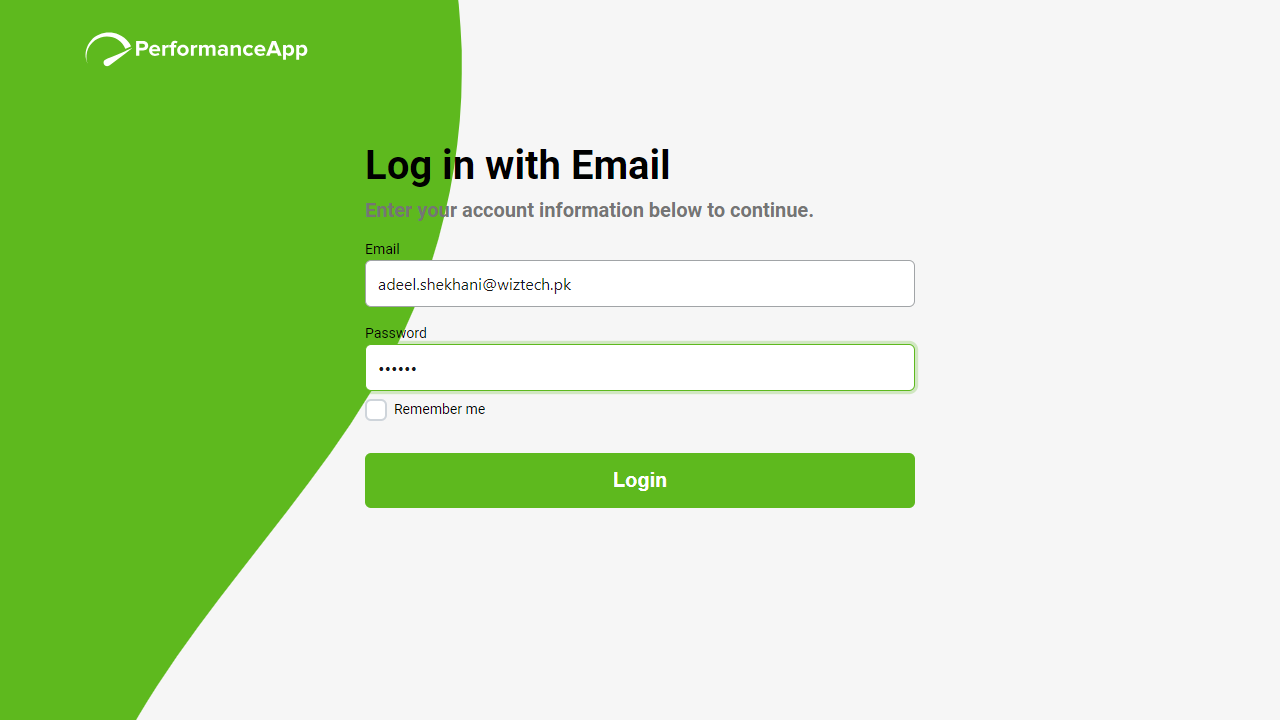 PerformanceApp
Log in with Email
Enter your account information below to continue.
Email
adeel.shekhani@wiztech.pk
Password
••••••
Remember me
Login